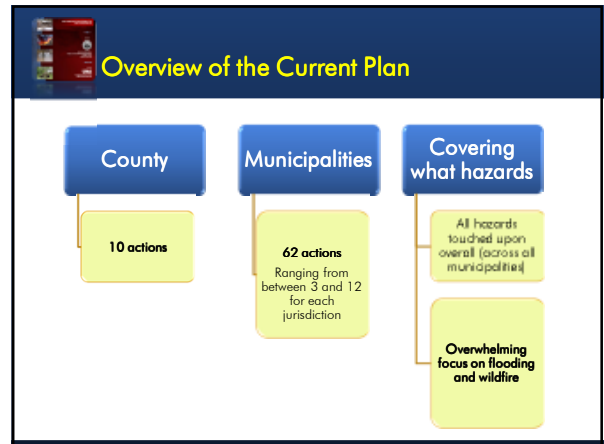 Overview of the Current Plan
County
Municipalities
Covering
what hazards
10 actions
62 actions
Ranging from
between 3 and 12
for each
jurisdiction
All hazards
touched upon
overall (across all
municipalities)
Overwhelming
focus on flooding
and wildfire